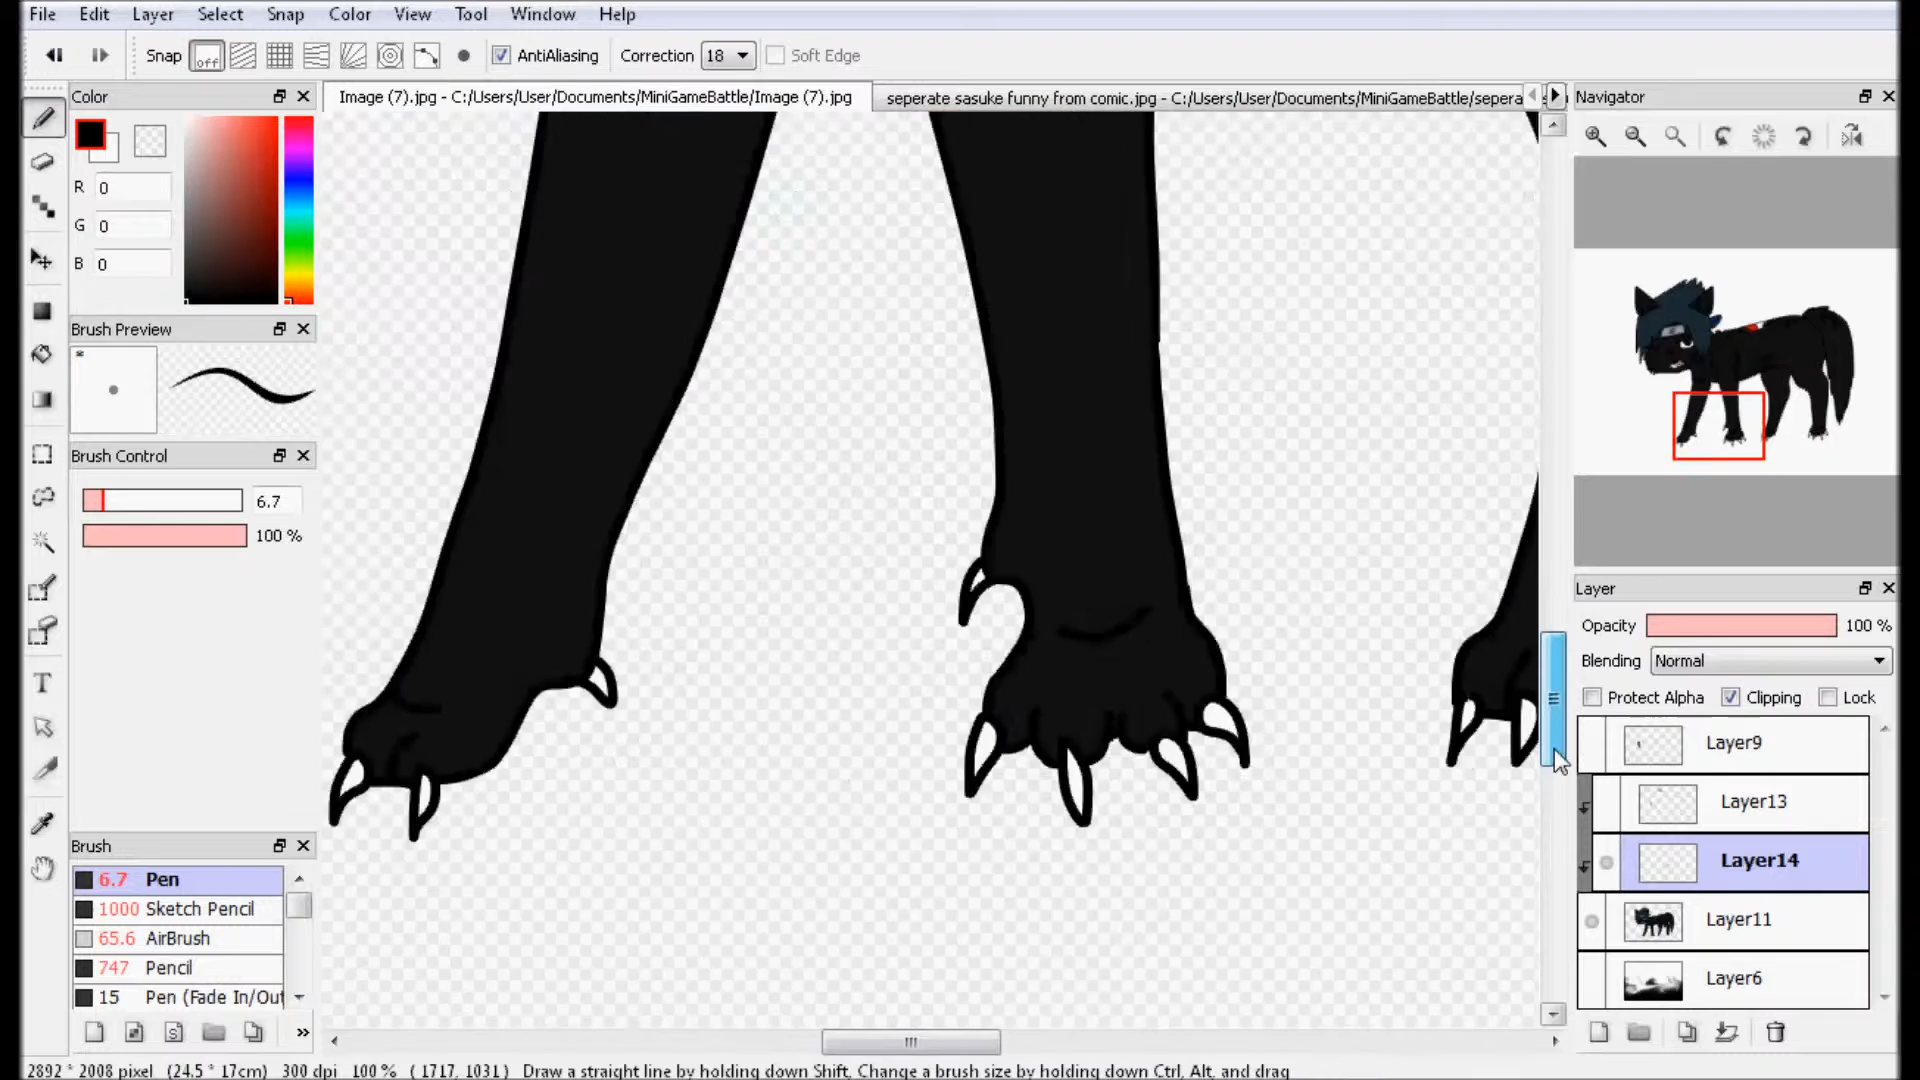 File Edit Layer Select Snap Color View Tool Window Help
Snap off AntiAliasing Correction 18 Soft Edge
Color
Image (7).jpg - C:/Users/User/Documents/MiniGameBattle/Image (7).jpg
seperate sasuke funny from comic.jpg - C:/Users/User/Documents/MiniGameBattle/sepera
Navigator
R 0
G 0
B 0
Brush Preview
*
Brush Control
6.7
100 %
Layer
Opacity 100 %
Blending Normal
Protect Alpha Clipping Lock
Layer9
Layer13
Layer14
Layer11
Layer6
Brush
6.7 Pen
1000 Sketch Pencil
65.6 AirBrush
747 Pencil
15 Pen (Fade In/Out
S
2892 * 2008 pixel (24.5 * 17cm) 300 dpi 100 % ( 1717, 1031 ) Draw a straight line by holding down Shift, Change a brush size by holding down Ctrl, Alt, and drag